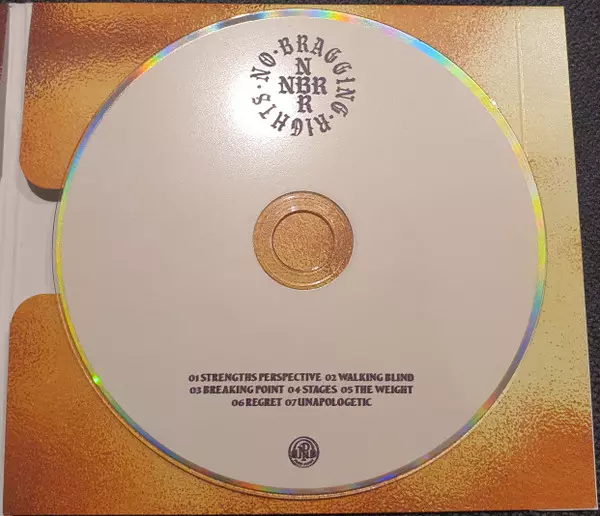 NO · BRAGGING · RIGHTS ·
N
NBR
R
01 STRENGTHS PERSPECTIVE 02 WALKING BLIND
03 BREAKING POINT 04 STAGES 05 THE WEIGHT
06 REGRET 07 UNAPOLOGETIC